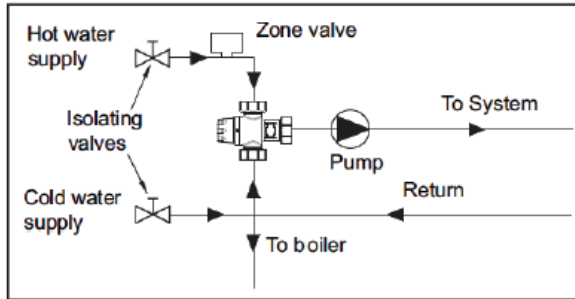 Hot water
supply
Zone valve
Isolating
valves
To System
Pump
Cold water
supply
Return
To boiler